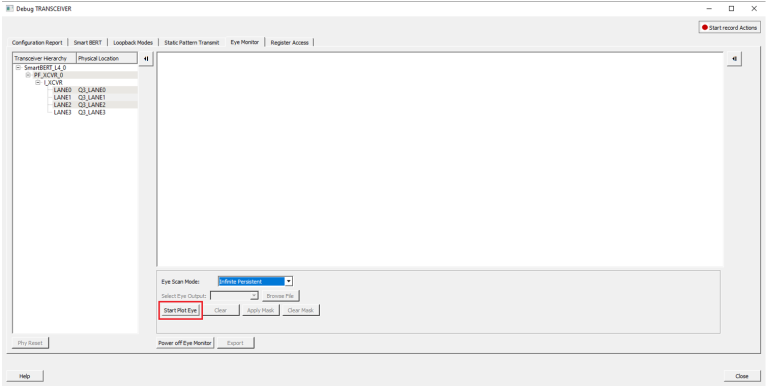 Debug TRANSCEIVER
Start record Actions
Configuration Report | Smart BERT | Loopback Modes | Static Pattern Transmit | Eye Monitor | Register Access |
Transceiver Hierarchy Physical Location
SmartBERT_L4_0
PF_XCVR_0
I_XCVR
LANE0 Q3_LANE0
LANE1 Q3_LANE1
LANE2 Q3_LANE2
LANE3 Q3_LANE3
Eye Scan Mode: Infinite Persistent
Select Eye Output: Browse File
Start Plot Eye Clear Apply Mask Clear Mask
Phy Reset Power off Eye Monitor Export
Help Close